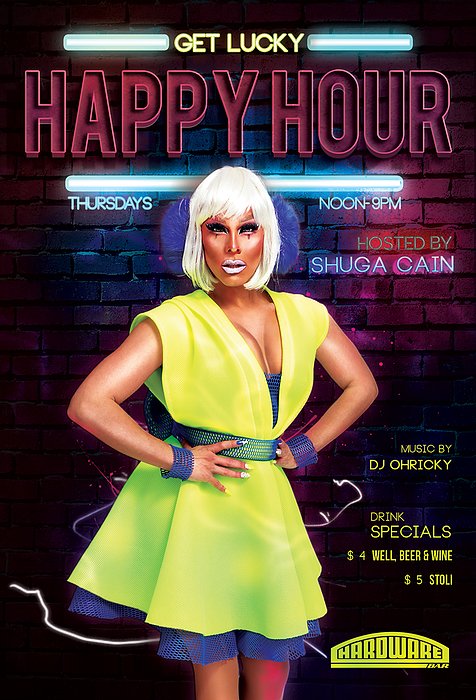 GET LUCKY
HAPPY HOUR
THURSDAYS
NOON-9PM
HOSTED BY
SHUGA CAIN
MUSIC BY
DJ OHRICKY
DRINK
SPECIALS
$ 4 WELL, BEER & WINE
$ 5 STOLI
HARDWARE
BAR